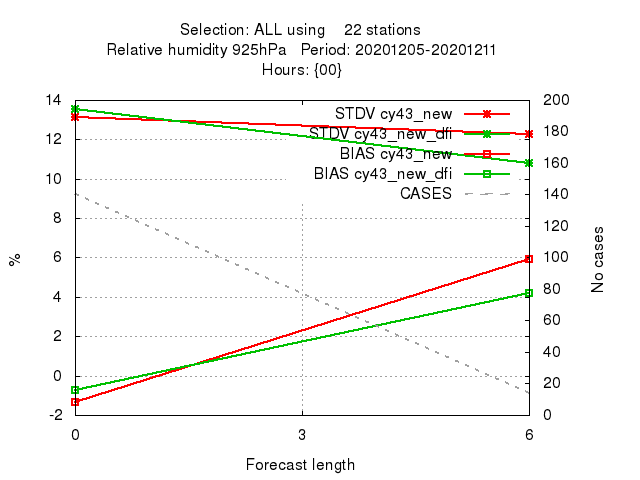 Selection: ALL using 22 stations
Relative humidity 925hPa Period: 20201205-20201211
Hours: {00}
14 200
STDV cy43_new
180
12 STDV cy43_new_dfi
BIAS cy43_new
160
10 BIAS cy43_new_dfi
CASES 140
8
120
6 100
% No cases
4 80
60
2
40
0 20
-2 0
0 3 6
Forecast length